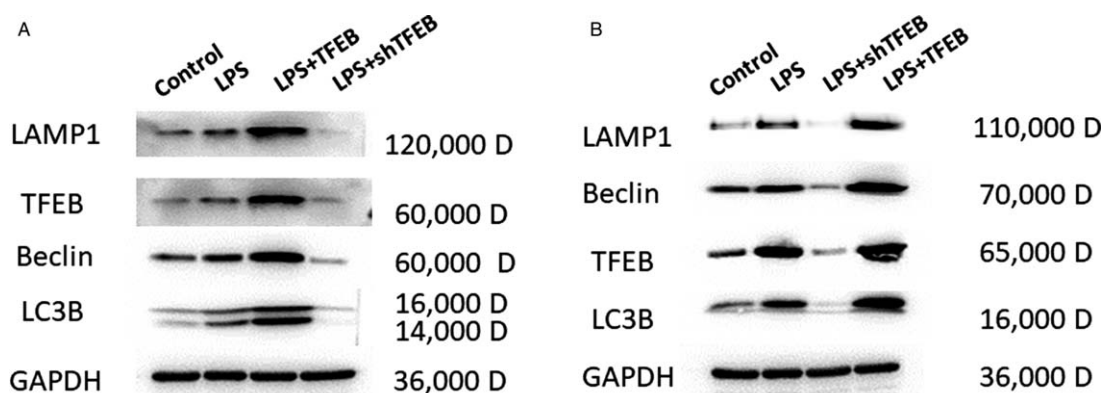 A
Control
LPS
LPS+TFEB
LPS+shTFEB
LAMP1
120,000 D
TFEB
60,000 D
Beclin
60,000 D
LC3B
16,000 D
14,000 D
GAPDH
36,000 D
B
Control
LPS
LPS+shTFEB
LPS+TFEB
LAMP1
110,000 D
Beclin
70,000 D
TFEB
65,000 D
LC3B
16,000 D
GAPDH
36,000 D